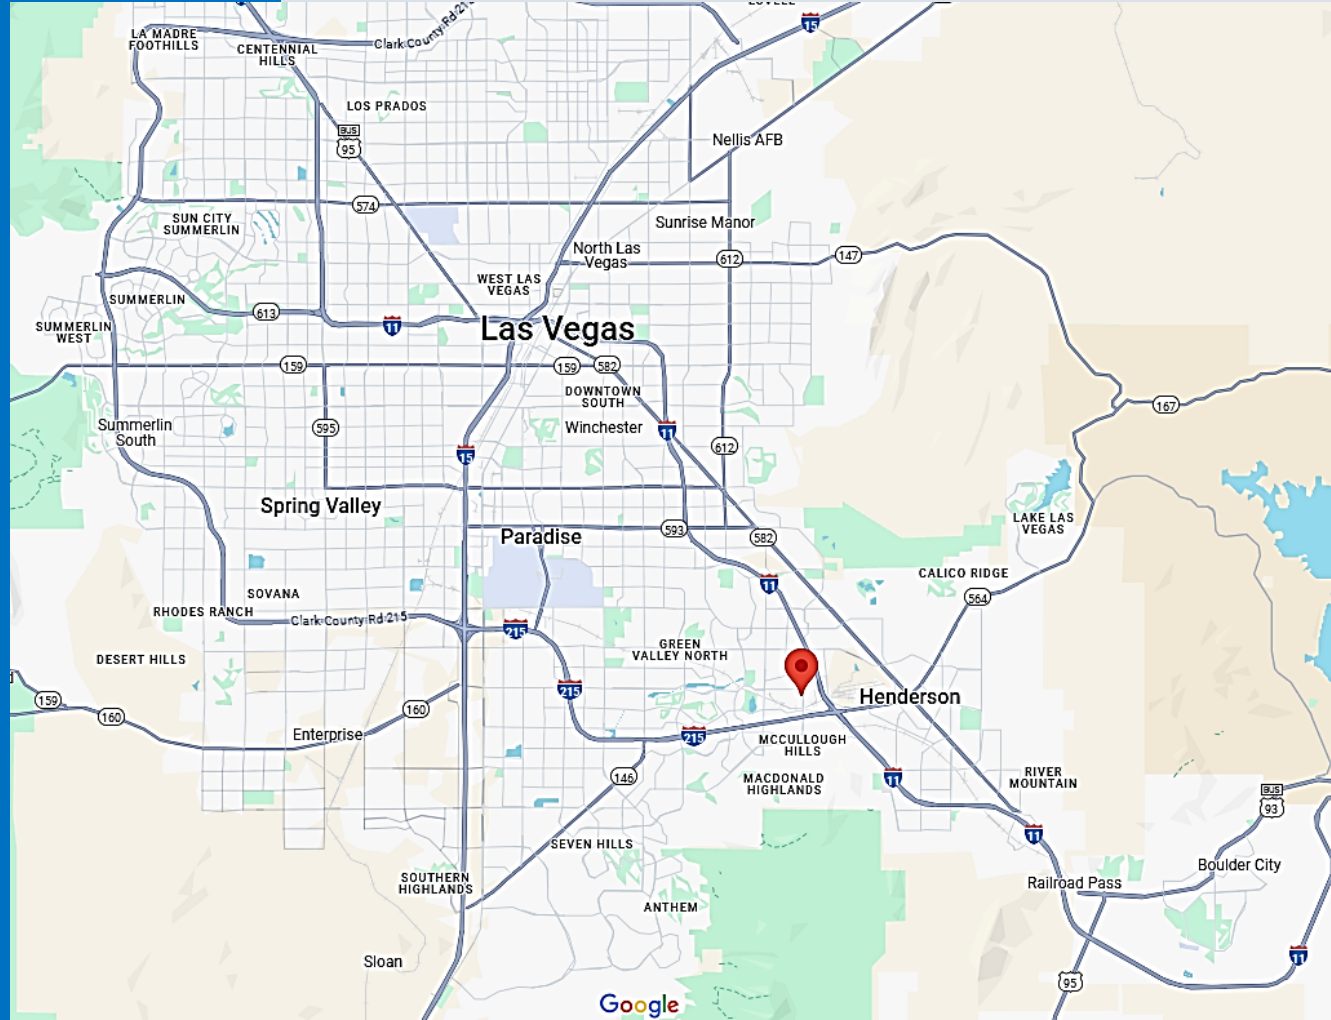 LOVELL
15
LA MADRE
FOOTHILLS
Clark County Rd 215
CENTENNIAL
HILLS
LOS PRADOS
BUS
95
Nellis AFB
574
SUN CITY
SUMMERLIN
Sunrise Manor
North Las
Vegas
612
147
WEST LAS
VEGAS
SUMMERLIN
613
11
SUMMERLIN
WEST
Las Vegas
159
159
582
DOWNTOWN
SOUTH
167
Summerlin
South
595
Winchester
11
612
15
Spring Valley
LAKE LAS
VEGAS
Paradise
593
582
CALICO RIDGE
11
564
SOVANA
RHODES RANCH
Clark County Rd 215
215
GREEN
VALLEY NORTH
DESERT HILLS
159
160
160
215
Henderson
Enterprise
215
MCCULLOUGH
HILLS
146
MACDONALD
HIGHLANDS
11
RIVER
MOUNTAIN
BUS
93
11
SEVEN HILLS
Boulder City
SOUTHERN
HIGHLANDS
Railroad Pass
ANTHEM
Sloan
11
95
Google